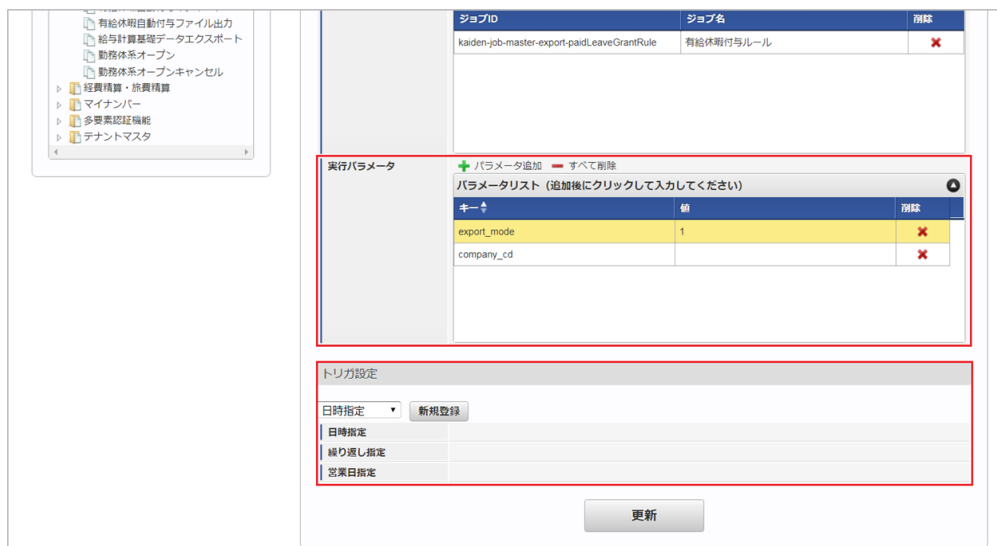 有給休暇自動付与ファイル出力
給与計算基礎データエクスポート
勤務体系オープン
勤務体系オープンキャンセル
経費精算・旅費精算
マイナンバー
多要素認証機能
テナントマスタ
ジョブID ジョブ名 削除
kaiden-job-master-export-paidLeaveGrantRule 有給休暇付与ルール
実行パラメータ パラメータ追加 すべて削除
パラメータリスト（追加後にクリックして入力してください）
キー 値 削除
export_mode 1
company_cd
トリガ設定
日時指定 新規登録
日時指定
繰り返し指定
営業日指定
更新